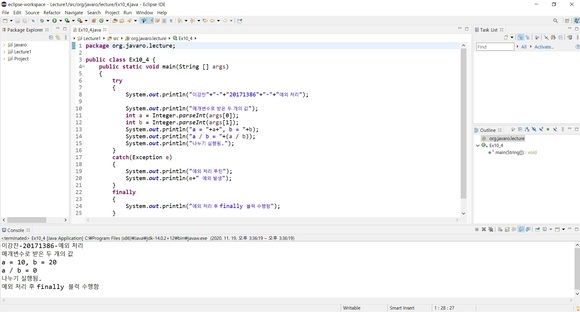 eclipse-workspace - Lecture1/src/org/javaro/lecture/Ex10_4.java - Eclipse IDE
File Edit Source Refactor Navigate Search Project Run Window Help
Package Explorer
javaro
Lecture1
Project
Ex10_4.java
Lecture1 src org.javaro.lecture Ex10_4
1 package org.javaro.lecture;
2
3 public class Ex10_4 {
4 public static void main(String [] args)
5 {
6 try
7 {
8 System.out.println("이강찬"+"-"+"20171386"+"-"+"예외 처리");
9
10 System.out.println("매개변수로 받은 두 개의 값");
11 int a = Integer.parseInt(args[0]);
12 int b = Integer.parseInt(args[1]);
13 System.out.println("a = "+a+", b = "+b);
14 System.out.println("a / b = "+(a / b));
15 System.out.println("나누기 실행됨.");
16 }
17 catch(Exception e)
18 {
19 System.out.println("예외 처리 루틴");
20 System.out.println(e+" 예외 발생");
21 }
22 finally
23 {
24 System.out.println("예외 처리 후 finally 블럭 수행함");
25 }
Task List
Find All Activate...
Outline
org.javaro.lecture
Ex10_4
main(String[]) : void
Console
<terminated> Ex10_4 [Java Application] C:\Program Files (x86)\Java\jdk-14.0.2+12\bin\javaw.exe (2020. 11. 19. 오후 3:36:19 – 오후 3:36:19)
이강찬-20171386-예외 처리
매개변수로 받은 두 개의 값
a = 10, b = 20
a / b = 0
나누기 실행됨.
예외 처리 후 finally 블럭 수행함
Writable Smart Insert 1 : 28 : 27